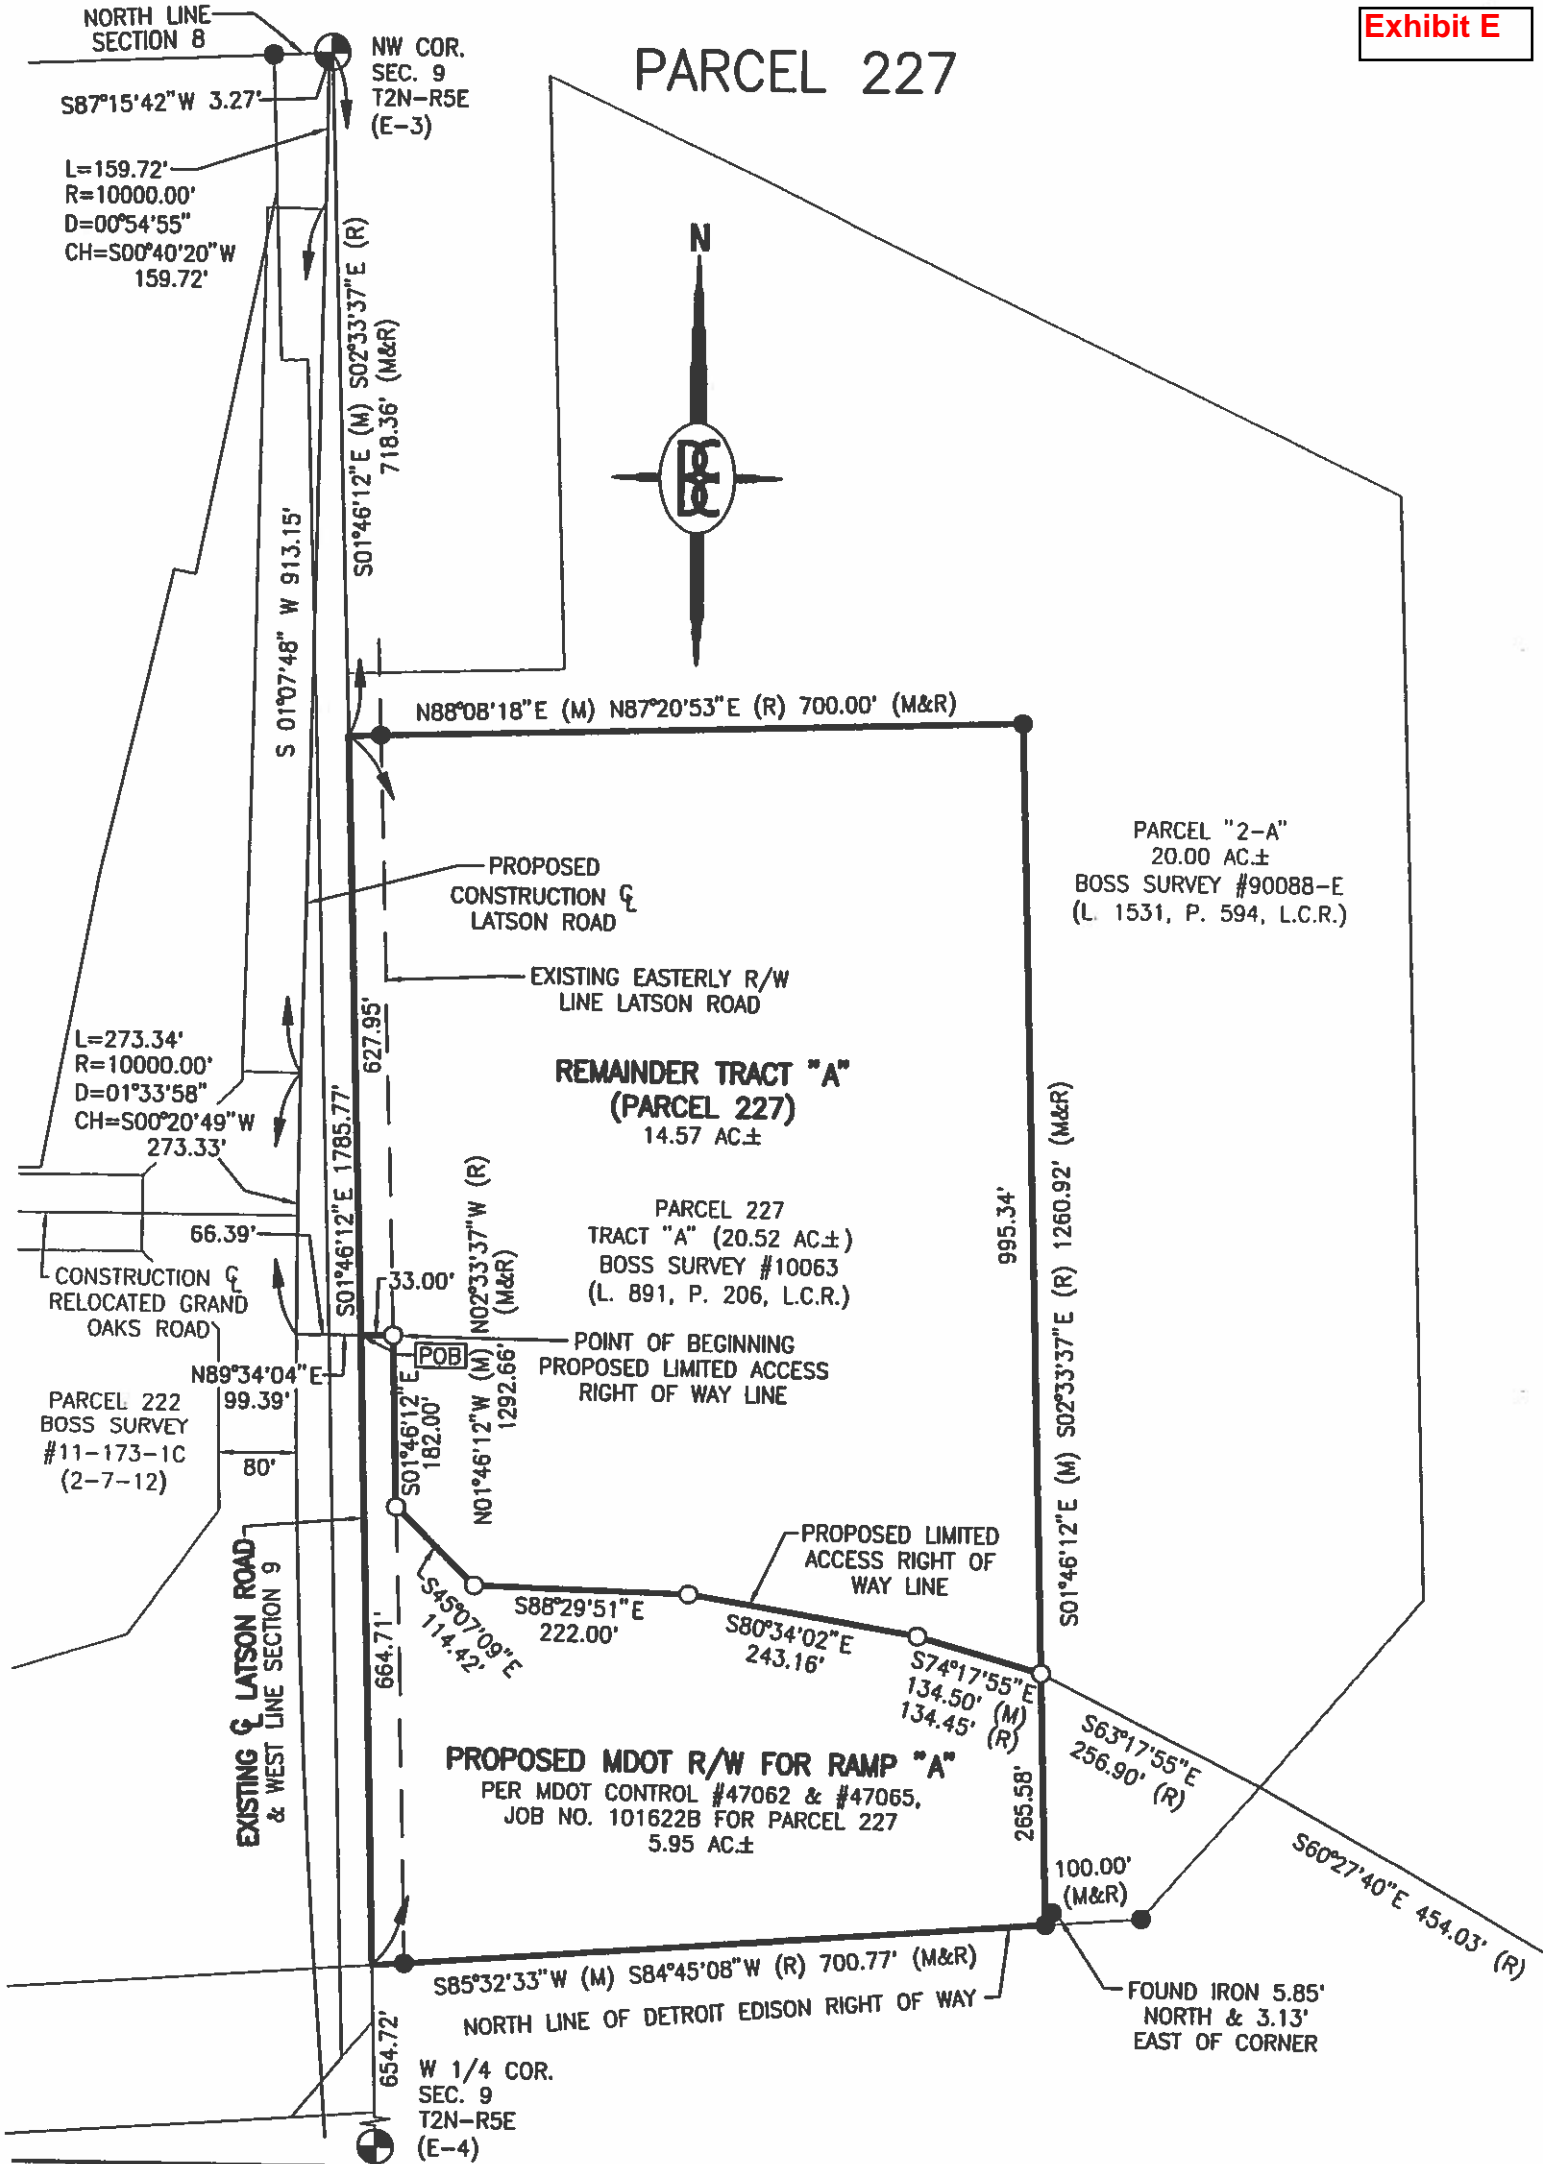 Exhibit E
PARCEL 227
NORTH LINE
SECTION 8
NW COR.
SEC. 9
T2N-R5E
(E-3)
S87°15'42"W 3.27'
L=159.72'
R=10000.00'
D=00°54'55"
CH=S00°40'20"W
159.72'
S01°46'12"E (M) S02°33'37"E (R)
718.36' (M&R)
N
S 01°07'48" W 913.15'
N88°08'18"E (M) N87°20'53"E (R) 700.00' (M&R)
PARCEL "2-A"
20.00 AC.±
BOSS SURVEY #90088-E
(L. 1531, P. 594, L.C.R.)
PROPOSED
CONSTRUCTION ℄
LATSON ROAD
EXISTING EASTERLY R/W
LINE LATSON ROAD
627.95'
L=273.34'
R=10000.00'
D=01°33'58"
CH=S00°20'49"W
273.33'
REMAINDER TRACT "A"
(PARCEL 227)
14.57 AC.±
S01°46'12"E 1785.77'
995.34'
S01°46'12"E (M) S02°33'37"E (R) 1260.92' (M&R)
PARCEL 227
TRACT "A" (20.52 AC.±)
BOSS SURVEY #10063
(L. 891, P. 206, L.C.R.)
66.39'
CONSTRUCTION ℄
RELOCATED GRAND
OAKS ROAD
33.00'
N01°46'12"W (M) N02°33'37"W (R)
1292.66' (M&R)
POINT OF BEGINNING
PROPOSED LIMITED ACCESS
RIGHT OF WAY LINE
POB
N89°34'04"E
99.39'
PARCEL 222
BOSS SURVEY
#11-173-1C
(2-7-12)
80'
S01°46'12"E
182.00'
EXISTING ℄ LATSON ROAD
& WEST LINE SECTION 9
664.71'
S45°07'09"E
114.42'
S88°29'51"E
222.00'
PROPOSED LIMITED
ACCESS RIGHT OF
WAY LINE
S80°34'02"E
243.16'
S74°17'55"E
134.50' (M)
134.45' (R)
S63°17'55"E
256.90' (R)
PROPOSED MDOT R/W FOR RAMP "A"
PER MDOT CONTROL #47062 & #47065,
JOB NO. 101622B FOR PARCEL 227
5.95 AC.±
265.58'
100.00'
(M&R)
S60°27'40"E 454.03' (R)
S85°32'33"W (M) S84°45'08"W (R) 700.77' (M&R)
NORTH LINE OF DETROIT EDISON RIGHT OF WAY
FOUND IRON 5.85'
NORTH & 3.13'
EAST OF CORNER
654.72'
W 1/4 COR.
SEC. 9
T2N-R5E
(E-4)